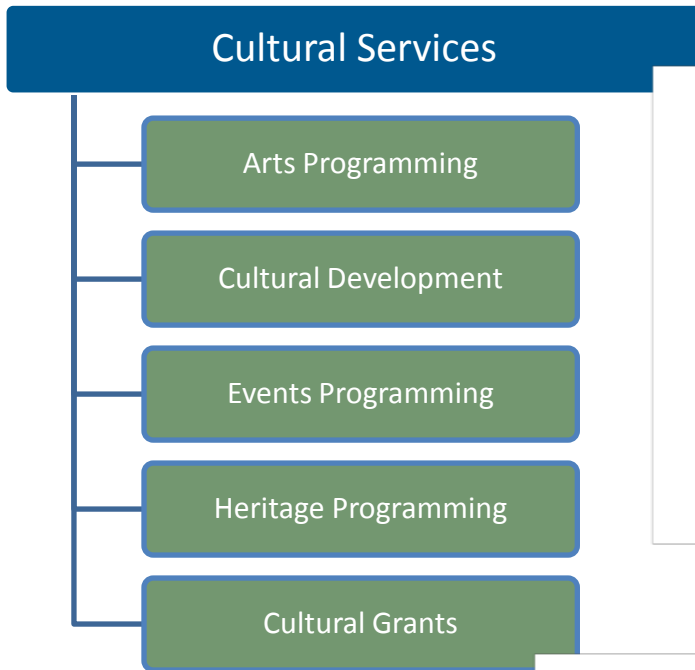 Cultural Services
Arts Programming
Cultural Development
Events Programming
Heritage Programming
Cultural Grants